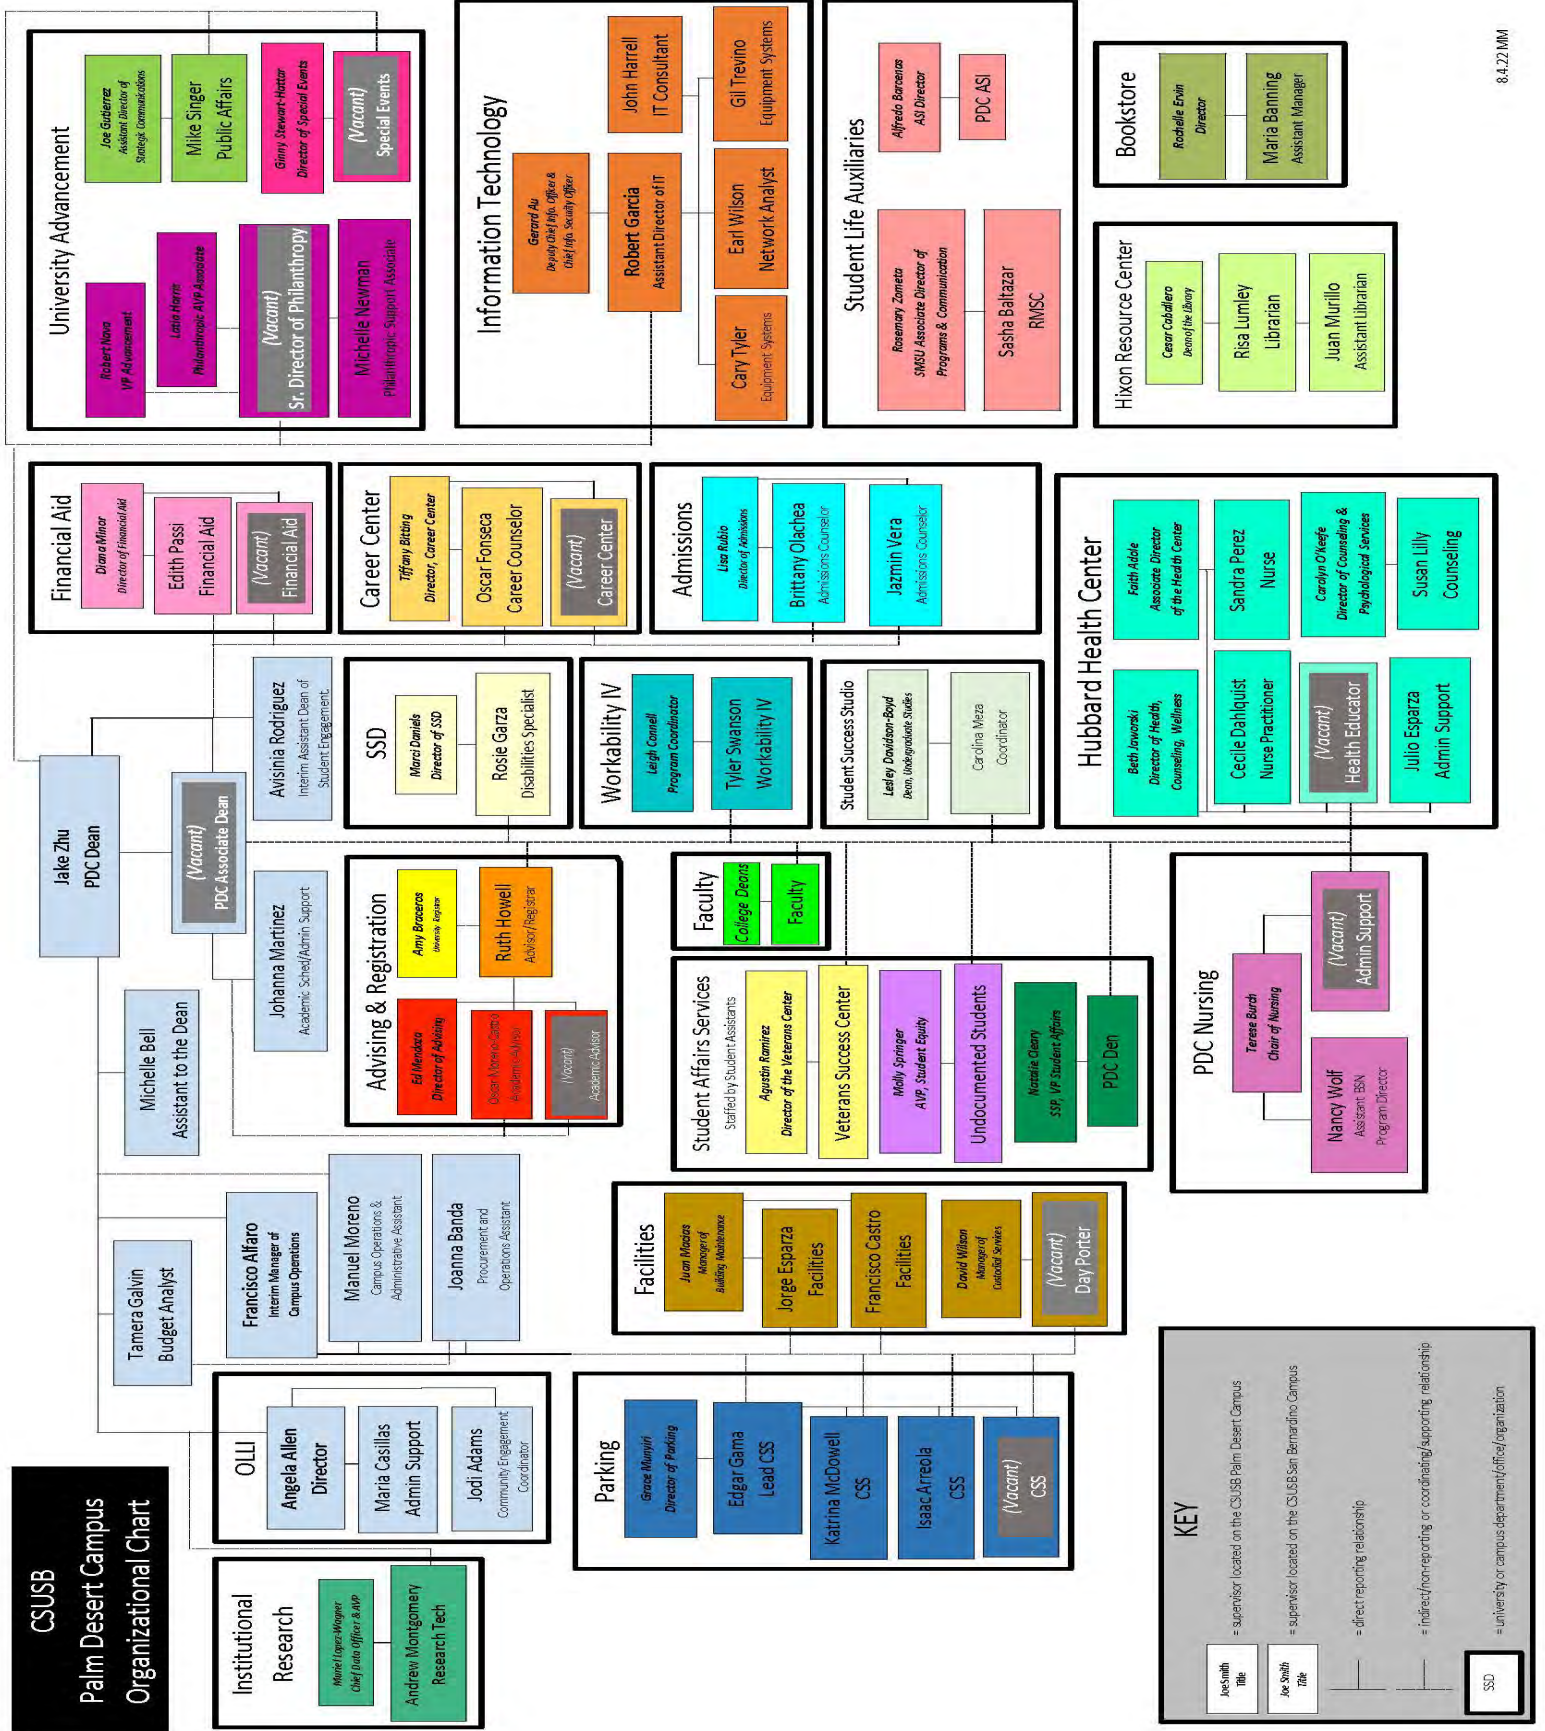 CSUSB
Palm Desert Campus
Organizational Chart
Jake Zhu
PDC Dean
Michelle Bell
Assistant to the Dean
(Vacant)
PDC Associate Dean
Tamera Galvin
Budget Analyst
Francisco Alfaro
Interim Manager of
Campus Operations
Manuel Moreno
Campus Operations &
Administrative Assistant
Joanna Banda
Procurement and
Operations Assistant
Johanna Martinez
Academic Sched/Admin Support
Avisinia Rodriguez
Interim Assistant Dean of
Student Engagement
Institutional
Research
Muriel Lopez-Wagner
Chief Data Officer & AVP
Andrew Montgomery
Research Tech
OLLI
Angela Allen
Director
Maria Casillas
Admin Support
Jodi Adams
Community Engagement
Coordinator
Parking
Grace Munyiri
Director of Parking
Edgar Gama
Lead CSS
Katrina McDowell
CSS
Isaac Arreola
CSS
(Vacant)
CSS
Facilities
Juan Macias
Manager of
Building Maintenance
Jorge Esparza
Facilities
Francisco Castro
Facilities
David Wilson
Manager of
Custodial Services
(Vacant)
Day Porter
Advising & Registration
Ed Mendoza
Director of Advising
Amy Braceros
University Registrar
Oscar Moreno-Castro
Academic Advisor
Ruth Howell
Advisor/Registrar
(Vacant)
Academic Advisor
Student Affairs Services
Staffed by Student Assistants
Agustin Ramirez
Director of the Veterans Center
Veterans Success Center
Molly Springer
AVP, Student Equity
Undocumented Students
Natalie Cleary
SSP, VP Student Affairs
PDC Den
Faculty
College Deans
Faculty
PDC Nursing
Terese Burch
Chair of Nursing
Nancy Wolf
Assistant BSN
Program Director
(Vacant)
Admin Support
SSD
Marci Daniels
Director of SSD
Rosie Garza
Disabilities Specialist
Workability IV
Leigh Connell
Program Coordinator
Tyler Swanson
Workability IV
Student Success Studio
Lesley Davidson-Boyd
Dean, Undergraduate Studies
Carolina Meza
Coordinator
Hubbard Health Center
Beth Jaworski
Director of Health,
Counseling, Wellness
Faith Adole
Associate Director
of the Health Center
Cecile Dahlquist
Nurse Practitioner
Sandra Perez
Nurse
(Vacant)
Health Educator
Carolyn O'Keefe
Director of Counseling &
Psychological Services
Julio Esparza
Admin Support
Susan Lilly
Counseling
Financial Aid
Diana Minor
Director of Financial Aid
Edith Passi
Financial Aid
(Vacant)
Financial Aid
Career Center
Tiffany Bitting
Director, Career Center
Oscar Fonseca
Career Counselor
(Vacant)
Career Center
Admissions
Lisa Rubio
Director of Admissions
Brittany Olachea
Admissions Counselor
Jazmin Vera
Admissions Counselor
University Advancement
Robert Nava
VP Advancement
Joe Gutierrez
Assistant Director of
Strategic Communications
Latia Harris
Philanthropic AVP Associate
Mike Singer
Public Affairs
(Vacant)
Sr. Director of Philanthropy
Ginny Stewart-Hattar
Director of Special Events
Michelle Newman
Philanthropic Support Associate
(Vacant)
Special Events
Information Technology
Gerard Au
Deputy Chief Info. Officer &
Chief Info. Security Officer
Robert Garcia
Assistant Director of IT
John Harrell
IT Consultant
Cary Tyler
Equipment Systems
Earl Wilson
Network Analyst
Gil Trevino
Equipment Systems
Student Life Auxiliaries
Rosemary Zometa
SMSU Associate Director of
Programs & Communication
Alfredo Barcenas
ASI Director
Sasha Baltazar
RMSC
PDC ASI
Hixon Resource Center
Cesar Caballero
Dean of the Library
Risa Lumley
Librarian
Juan Murillo
Assistant Librarian
Bookstore
Rochelle Ervin
Director
Maria Banning
Assistant Manager
KEY
Joe Smith
Title
= supervisor located on the CSUSB Palm Desert Campus
Joe Smith
Title
= supervisor located on the CSUSB San Bernardino Campus
= direct reporting relationship
= indirect/non-reporting or coordinating/supporting relationship
SSD
= university or campus department/office/organization
8.4.22 MM